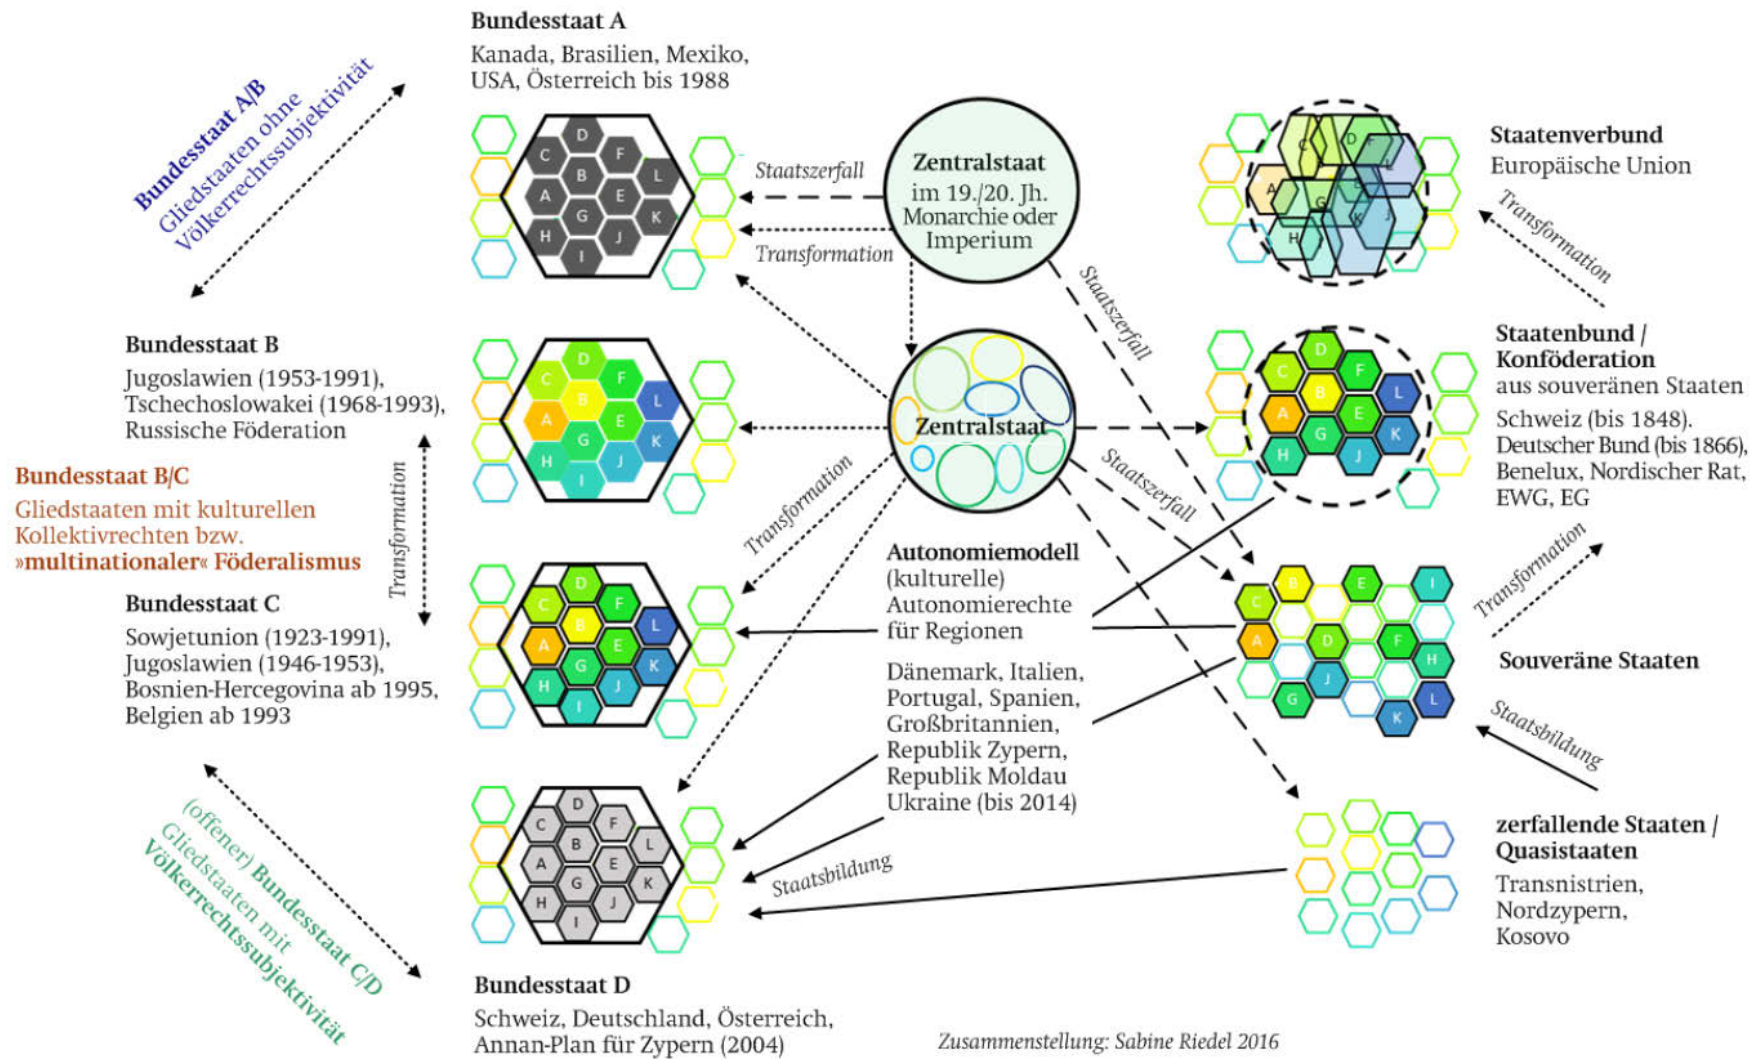 Bundesstaat A
Kanada, Brasilien, Mexiko,
USA, Österreich bis 1988
Bundesstaat A/B
Gliedstaaten ohne
Völkerrechtssubjektivität
D
C
F
B
L
A
E
G
K
H
J
I
Staatszerfall
Transformation
Zentralstaat
im 19./20. Jh.
Monarchie oder
Imperium
Staatszerfall
C
D
F
L
A
E
G
K
J
H
Staatenverbund
Europäische Union
Transformation
Bundesstaat B
Jugoslawien (1953-1991),
Tschechoslowakei (1968-1993),
Russische Föderation
D
C
F
B
L
A
E
G
K
H
J
I
Zentralstaat
D
C
F
B
L
A
E
G
K
H
J
Staatenbund /
Konföderation
aus souveränen Staaten
Schweiz (bis 1848).
Deutscher Bund (bis 1866),
Benelux, Nordischer Rat,
EWG, EG
Bundesstaat B/C
Gliedstaaten mit kulturellen
Kollektivrechten bzw.
»multinationaler« Föderalismus
Transformation
Transformation
Staatszerfall
Transformation
Bundesstaat C
Sowjetunion (1923-1991),
Jugoslawien (1946-1953),
Bosnien-Hercegovina ab 1995,
Belgien ab 1993
D
C
F
B
L
A
E
G
K
H
J
I
Autonomiemodell
(kulturelle)
Autonomierechte
für Regionen
Dänemark, Italien,
Portugal, Spanien,
Großbritannien,
Republik Zypern,
Republik Moldau
Ukraine (bis 2014)
B
E
I
C
A
D
F
H
J
G
L
K
Souveräne Staaten
Staatsbildung
(offener) Bundesstaat C/D
Gliedstaaten mit
Völkerrechtssubjektivität
D
C
F
B
L
A
E
G
K
H
J
I
Staatsbildung
zerfallende Staaten /
Quasistaaten
Transnistrien,
Nordzypern,
Kosovo
Bundesstaat D
Schweiz, Deutschland, Österreich,
Annan-Plan für Zypern (2004)
Zusammenstellung: Sabine Riedel 2016